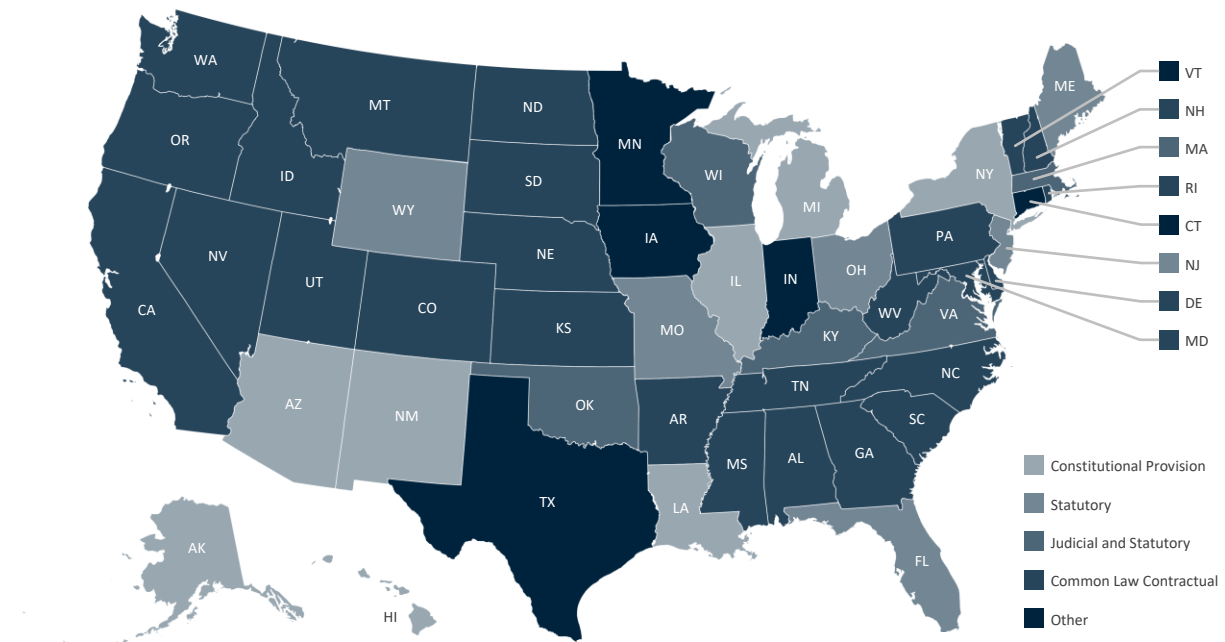 WA
OR
CA
NV
ID
MT
WY
UT
CO
AZ
NM
ND
SD
NE
KS
OK
TX
MN
IA
MO
AR
LA
WI
IL
MI
IN
OH
KY
TN
MS
AL
GA
FL
SC
NC
VA
WV
PA
NY
ME
AK
HI
VT
NH
MA
RI
CT
NJ
DE
MD
Constitutional Provision
Statutory
Judicial and Statutory
Common Law Contractual
Other